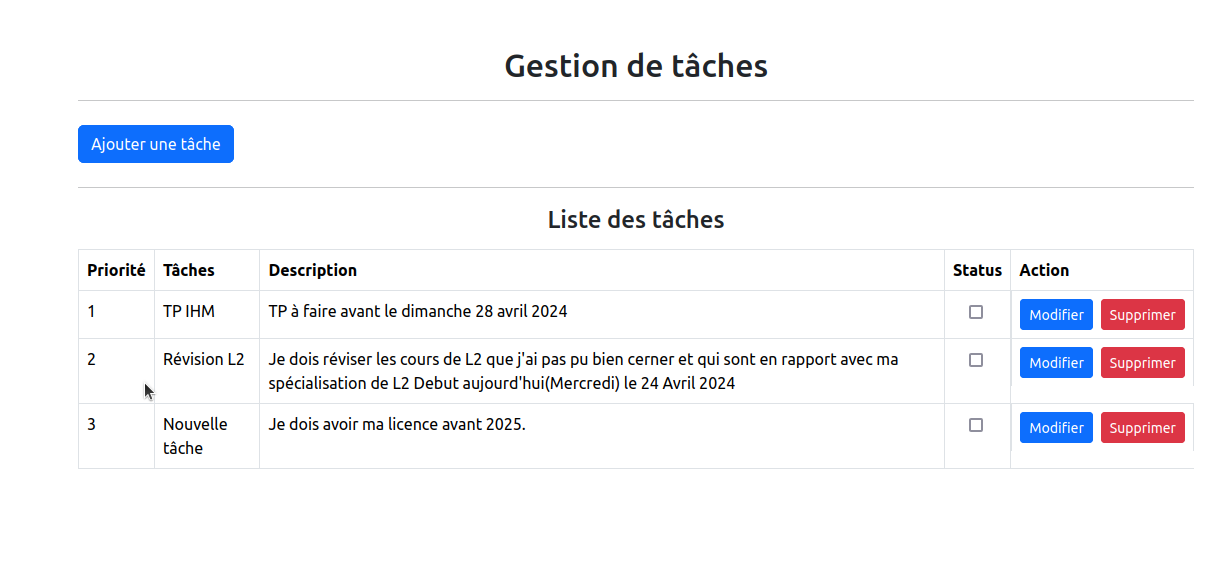 Gestion de tâches
Ajouter une tâche
Liste des tâches
Priorité Tâches Description Status Action
1 TP IHM TP à faire avant le dimanche 28 avril 2024 Modifier Supprimer
2 Révision L2 Je dois réviser les cours de L2 que j'ai pas pu bien cerner et qui sont en rapport avec ma Modifier Supprimer
spécialisation de L2 Debut aujourd'hui(Mercredi) le 24 Avril 2024
3 Nouvelle Je dois avoir ma licence avant 2025. Modifier Supprimer
tâche